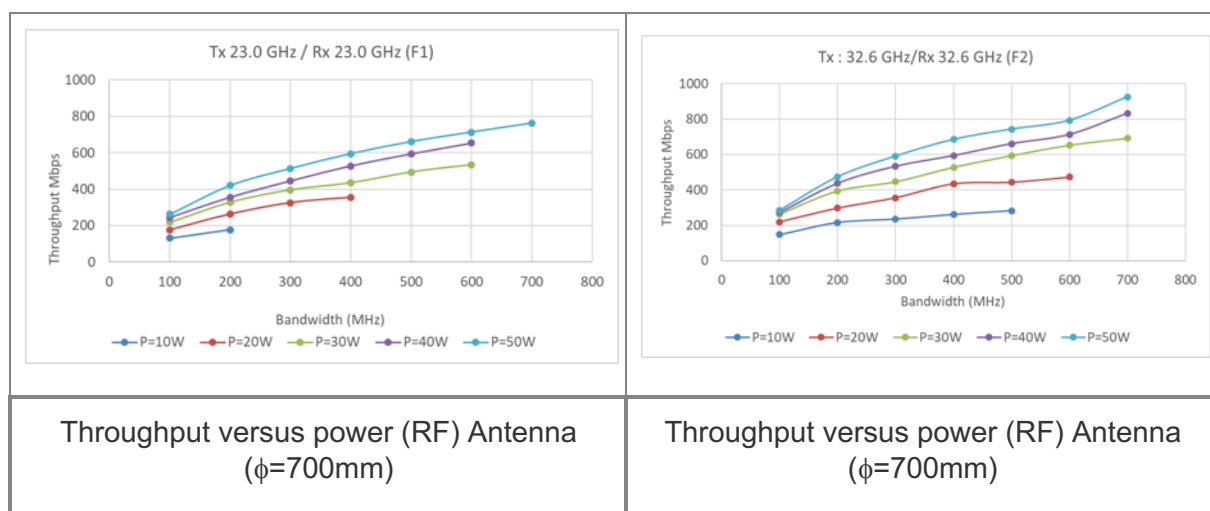 Tx 23.0 GHz / Rx 23.0 GHz (F1)
Throughput Mbps
1000
800
600
400
200
0
0 100 200 300 400 500 600 700 800
Bandwidth (MHz)
P=10W P=20W P=30W P=40W P=50W
Tx : 32.6 GHz/Rx 32.6 GHz (F2)
Throughput Mbps
1000
800
600
400
200
0
0 100 200 300 400 500 600 700 800
Bandwidth (MHz)
P=10W P=20W P=30W P=40W P=50W
Throughput versus power (RF) Antenna
(ϕ=700mm)
Throughput versus power (RF) Antenna
(ϕ=700mm)